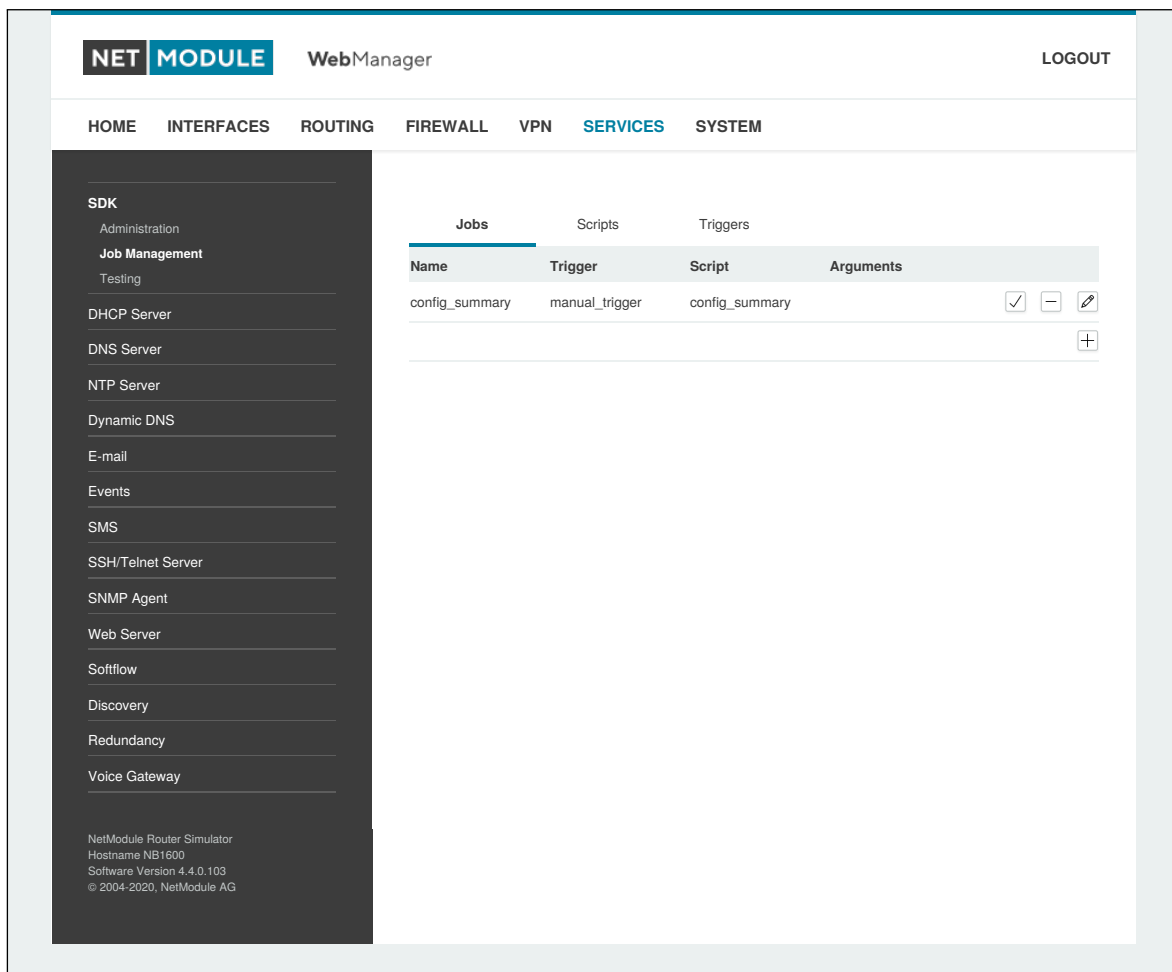 NET MODULE WebManager LOGOUT
HOME INTERFACES ROUTING FIREWALL VPN SERVICES SYSTEM
SDK
Administration
Job Management
Testing
DHCP Server
DNS Server
NTP Server
Dynamic DNS
E-mail
Events
SMS
SSH/Telnet Server
SNMP Agent
Web Server
Softflow
Discovery
Redundancy
Voice Gateway
NetModule Router Simulator
Hostname NB1600
Software Version 4.4.0.103
© 2004-2020, NetModule AG
Jobs Scripts Triggers
Name Trigger Script Arguments
config_summary manual_trigger config_summary